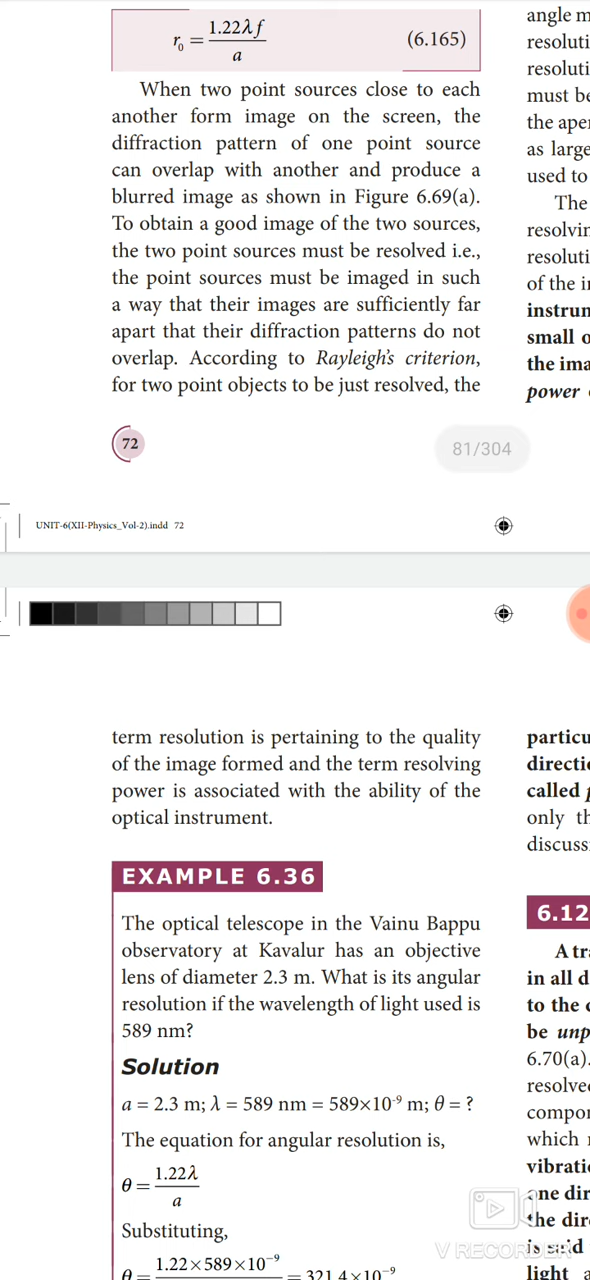 r₀ = 1.22λf / a (6.165)
When two point sources close to each
another form image on the screen, the
diffraction pattern of one point source
can overlap with another and produce a
blurred image as shown in Figure 6.69(a).
To obtain a good image of the two sources,
the two point sources must be resolved i.e.,
the point sources must be imaged in such
a way that their images are sufficiently far
apart that their diffraction patterns do not
overlap. According to Rayleigh's criterion,
for two point objects to be just resolved, the
72
angle m
resoluti
resoluti
must be
the aper
as large
used to
The
resolvin
resoluti
of the i
instrun
small o
the ima
power
81/304
UNIT-6(XII-Physics_Vol-2).indd 72
term resolution is pertaining to the quality
of the image formed and the term resolving
power is associated with the ability of the
optical instrument.
EXAMPLE 6.36
The optical telescope in the Vainu Bappu
observatory at Kavalur has an objective
lens of diameter 2.3 m. What is its angular
resolution if the wavelength of light used is
589 nm?
Solution
a = 2.3 m; λ = 589 nm = 589×10⁻⁹ m; θ = ?
The equation for angular resolution is,
θ = 1.22λ / a
Substituting,
θ = 1.22×589×10⁻⁹ = 321.4×10⁻⁹
particu
directio
called
only th
discuss
6.12
A tr
in all d
to the
be unp
6.70(a).
resolve
compor
which
vibratio
one dir
the dire
is said
light a
V RECORDER